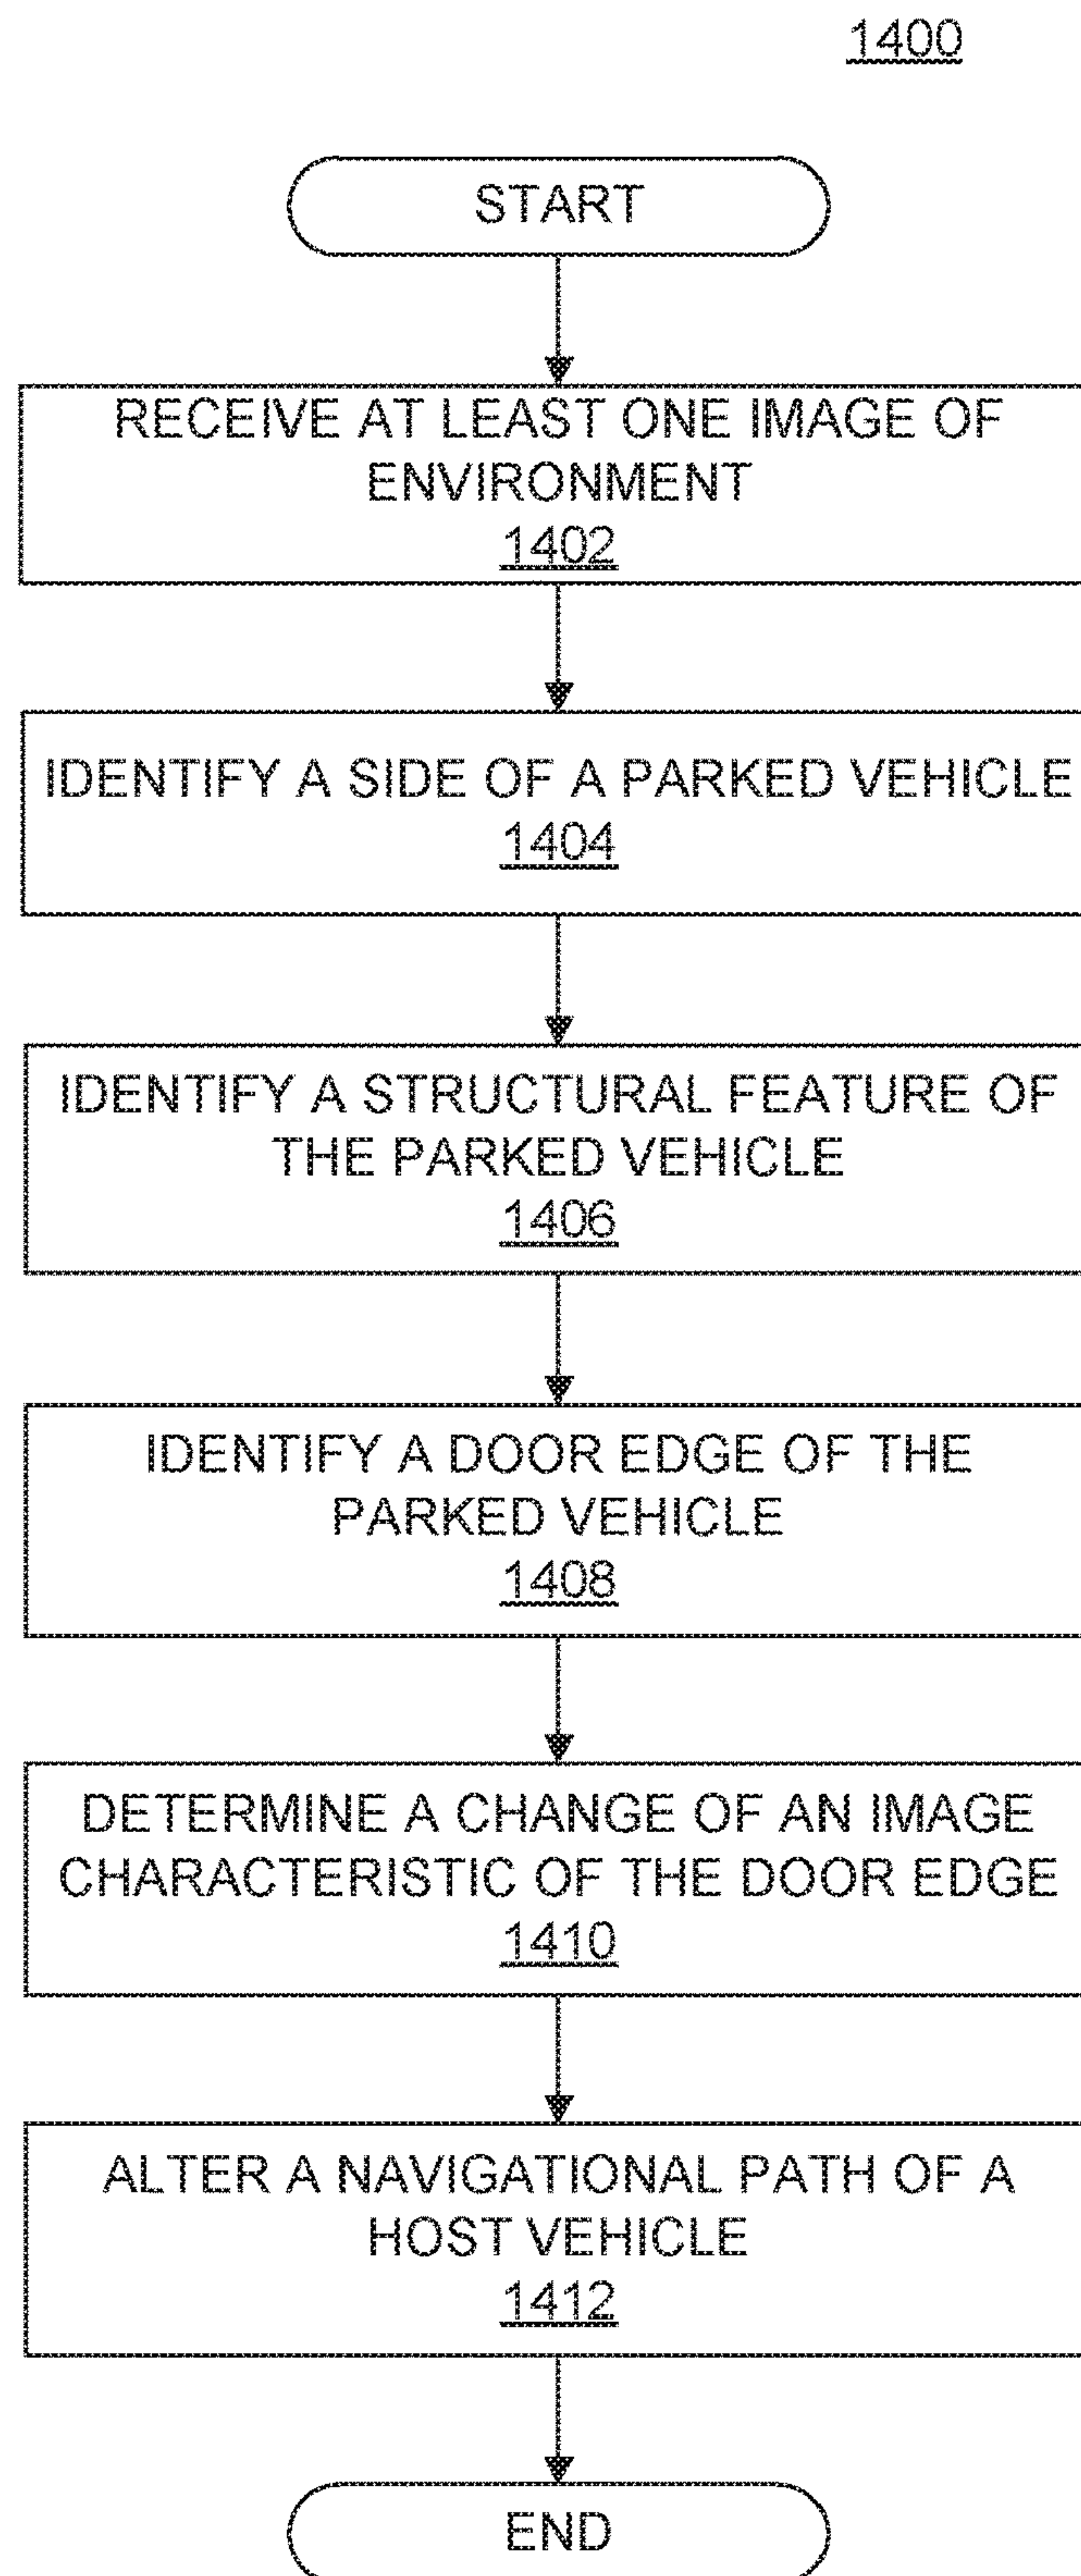 1400
START
RECEIVE AT LEAST ONE IMAGE OF
ENVIRONMENT
1402
IDENTIFY A SIDE OF A PARKED VEHICLE
1404
IDENTIFY A STRUCTURAL FEATURE OF
THE PARKED VEHICLE
1406
IDENTIFY A DOOR EDGE OF THE
PARKED VEHICLE
1408
DETERMINE A CHANGE OF AN IMAGE
CHARACTERISTIC OF THE DOOR EDGE
1410
ALTER A NAVIGATIONAL PATH OF A
HOST VEHICLE
1412
END